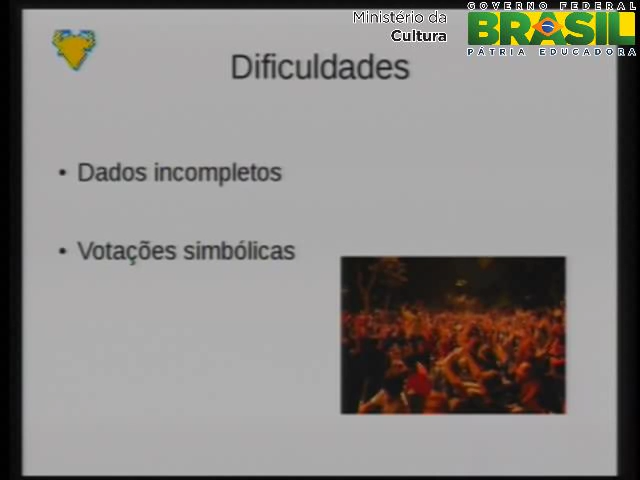 Ministério da
Cultura
GOVERNO FEDERAL
BRASIL
PÁTRIA EDUCADORA
Dificuldades
• Dados incompletos
• Votações simbólicas